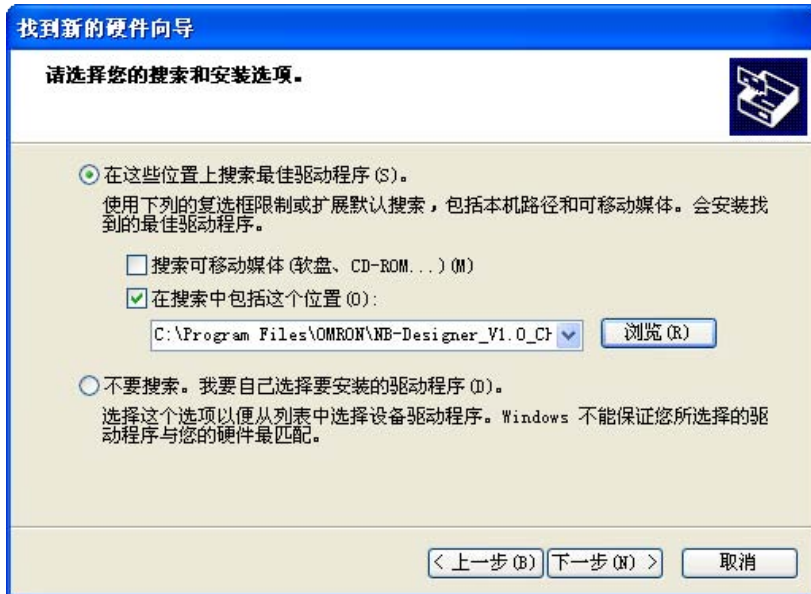 找到新的硬件向导
请选择您的搜索和安装选项。
在这些位置上搜索最佳驱动程序(S)。
使用下列的复选框限制或扩展默认搜索，包括本机路径和可移动媒体。会安装找
到的最佳驱动程序。
搜索可移动媒体(软盘、CD-ROM...)(M)
在搜索中包括这个位置(O):
C:\Program Files\OMRON\NB-Designer_V1.0_CH
浏览(R)
不要搜索。我要自己选择要安装的驱动程序(D)。
选择这个选项以便从列表中选择设备驱动程序。Windows 不能保证您所选择的驱
动程序与您的硬件最匹配。
< 上一步(B) 下一步(N) > 取消